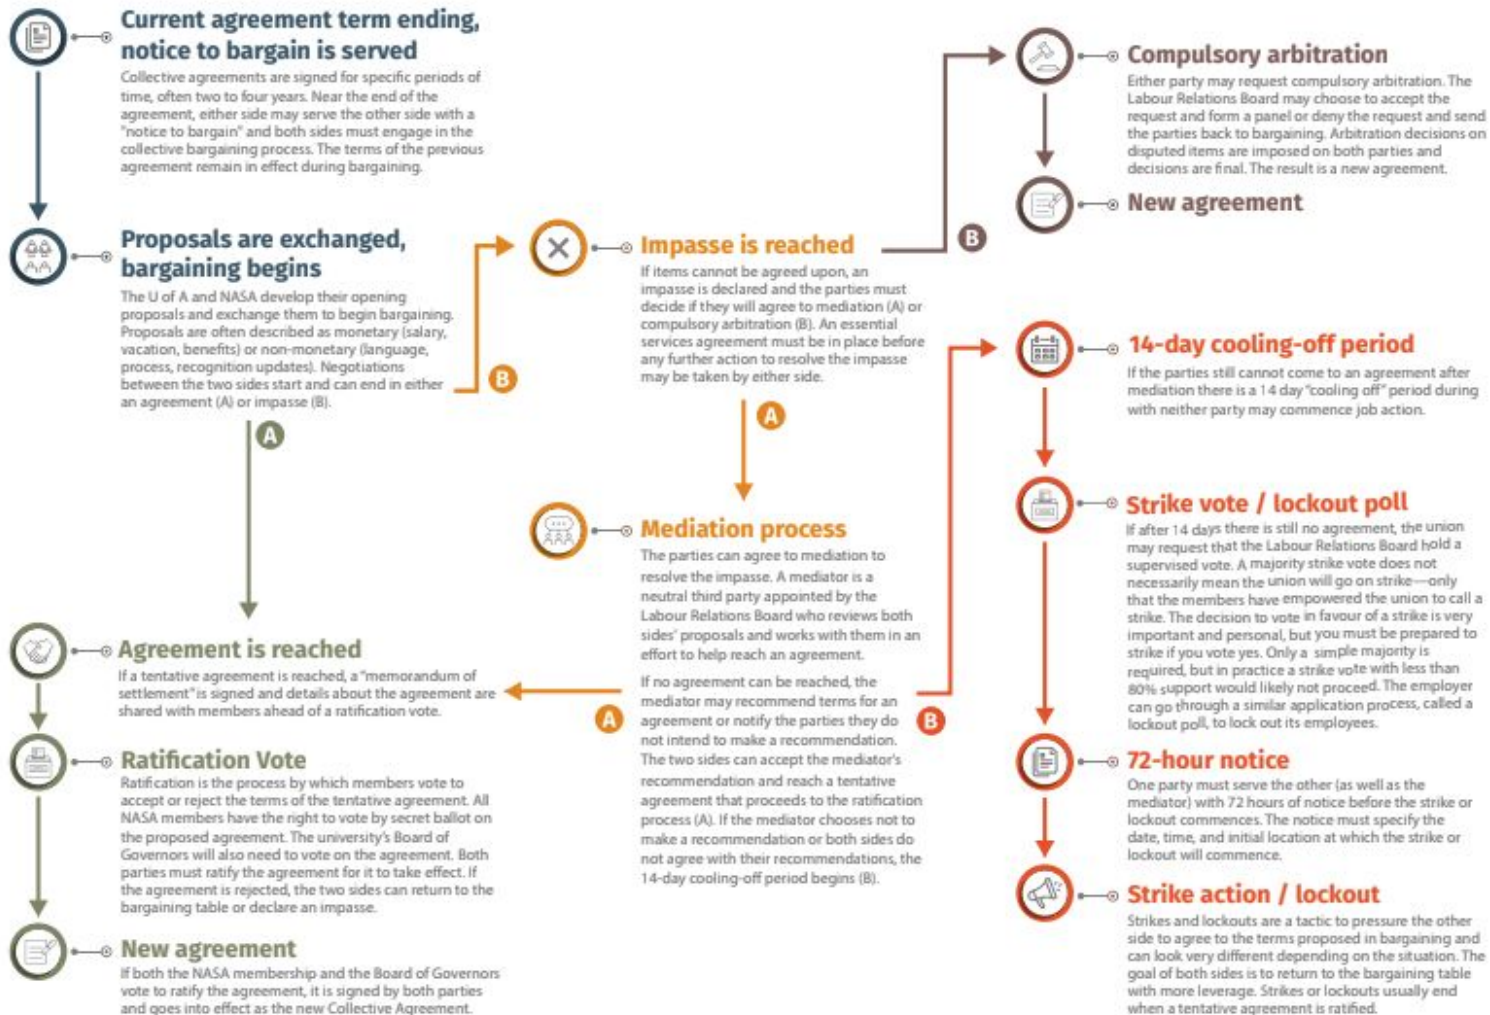 Current agreement term ending,
notice to bargain is served
Collective agreements are signed for specific periods of
time, often two to four years. Near the end of the
agreement, either side may serve the other side with a
"notice to bargain" and both sides must engage in the
collective bargaining process. The terms of the previous
agreement remain in effect during bargaining.
Proposals are exchanged,
bargaining begins
The U of A and NASA develop their opening
proposals and exchange them to begin bargaining.
Proposals are often described as monetary (salary,
vacation, benefits) or non-monetary (language,
process, recognition updates). Negotiations
between the two sides start and can end in either
an agreement (A) or impasse (B).
B
A
Agreement is reached
If a tentative agreement is reached, a "memorandum of
settlement" is signed and details about the agreement are
shared with members ahead of a ratification vote.
Ratification Vote
Ratification is the process by which members vote to
accept or reject the terms of the tentative agreement. All
NASA members have the right to vote by secret ballot on
the proposed agreement. The university's Board of
Governors will also need to vote on the agreement. Both
parties must ratify the agreement for it to take effect. If
the agreement is rejected, the two sides can return to the
bargaining table or declare an impasse.
New agreement
If both the NASA membership and the Board of Governors
vote to ratify the agreement, it is signed by both parties
and goes into effect as the new Collective Agreement.
Impasse is reached
If items cannot be agreed upon, an
impasse is declared and the parties must
decide if they will agree to mediation (A) or
compulsory arbitration (B). An essential
services agreement must be in place before
any further action to resolve the impasse
may be taken by either side.
B
A
Mediation process
The parties can agree to mediation to
resolve the impasse. A mediator is a
neutral third party appointed by the
Labour Relations Board who reviews both
sides' proposals and works with them in an
effort to help reach an agreement.
If no agreement can be reached, the
mediator may recommend terms for an
agreement or notify the parties they do
not intend to make a recommendation.
The two sides can accept the mediator's
recommendation and reach a tentative
agreement that proceeds to the ratification
process (A). If the mediator chooses not to
make a recommendation or both sides do
not agree with their recommendations, the
14-day cooling-off period begins (B).
A
B
Compulsory arbitration
Either party may request compulsory arbitration. The
Labour Relations Board may choose to accept the
request and form a panel or deny the request and send
the parties back to bargaining. Arbitration decisions on
disputed items are imposed on both parties and
decisions are final. The result is a new agreement.
New agreement
14-day cooling-off period
If the parties still cannot come to an agreement after
mediation there is a 14 day "cooling off" period during
with neither party may commence job action.
Strike vote / lockout poll
If after 14 days there is still no agreement, the union
may request that the Labour Relations Board hold a
supervised vote. A majority strike vote does not
necessarily mean the union will go on strike—only
that the members have empowered the union to call a
strike. The decision to vote in favour of a strike is very
important and personal, but you must be prepared to
strike if you vote yes. Only a simple majority is
required, but in practice a strike vote with less than
80% support would likely not proceed. The employer
can go through a similar application process, called a
lockout poll, to lock out its employees.
72-hour notice
One party must serve the other (as well as the
mediator) with 72 hours of notice before the strike or
lockout commences. The notice must specify the
date, time, and initial location at which the strike or
lockout will commence.
Strike action / lockout
Strikes and lockouts are a tactic to pressure the other
side to agree to the terms proposed in bargaining and
can look very different depending on the situation. The
goal of both sides is to return to the bargaining table
with more leverage. Strikes or lockouts usually end
when a tentative agreement is ratified.